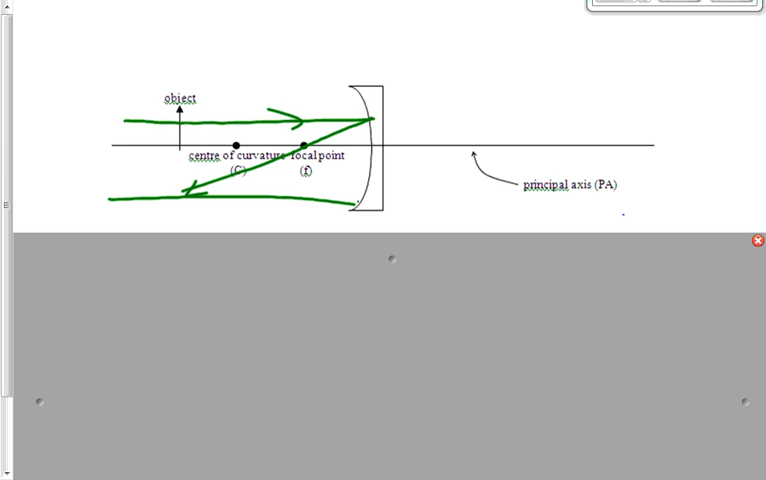 object
centre of curvature focal point
(C) (f)
principal axis (PA)